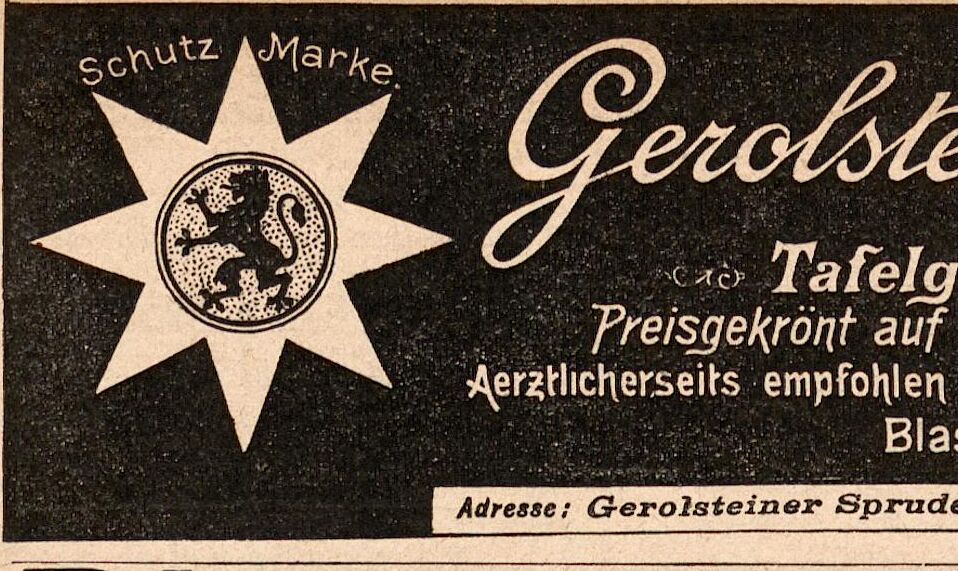 Schutz Marke.
Gerolste
Tafelg
Preisgekrönt auf
Aerztlicherseits empfohlen
Blas
Adresse: Gerolsteiner Sprude